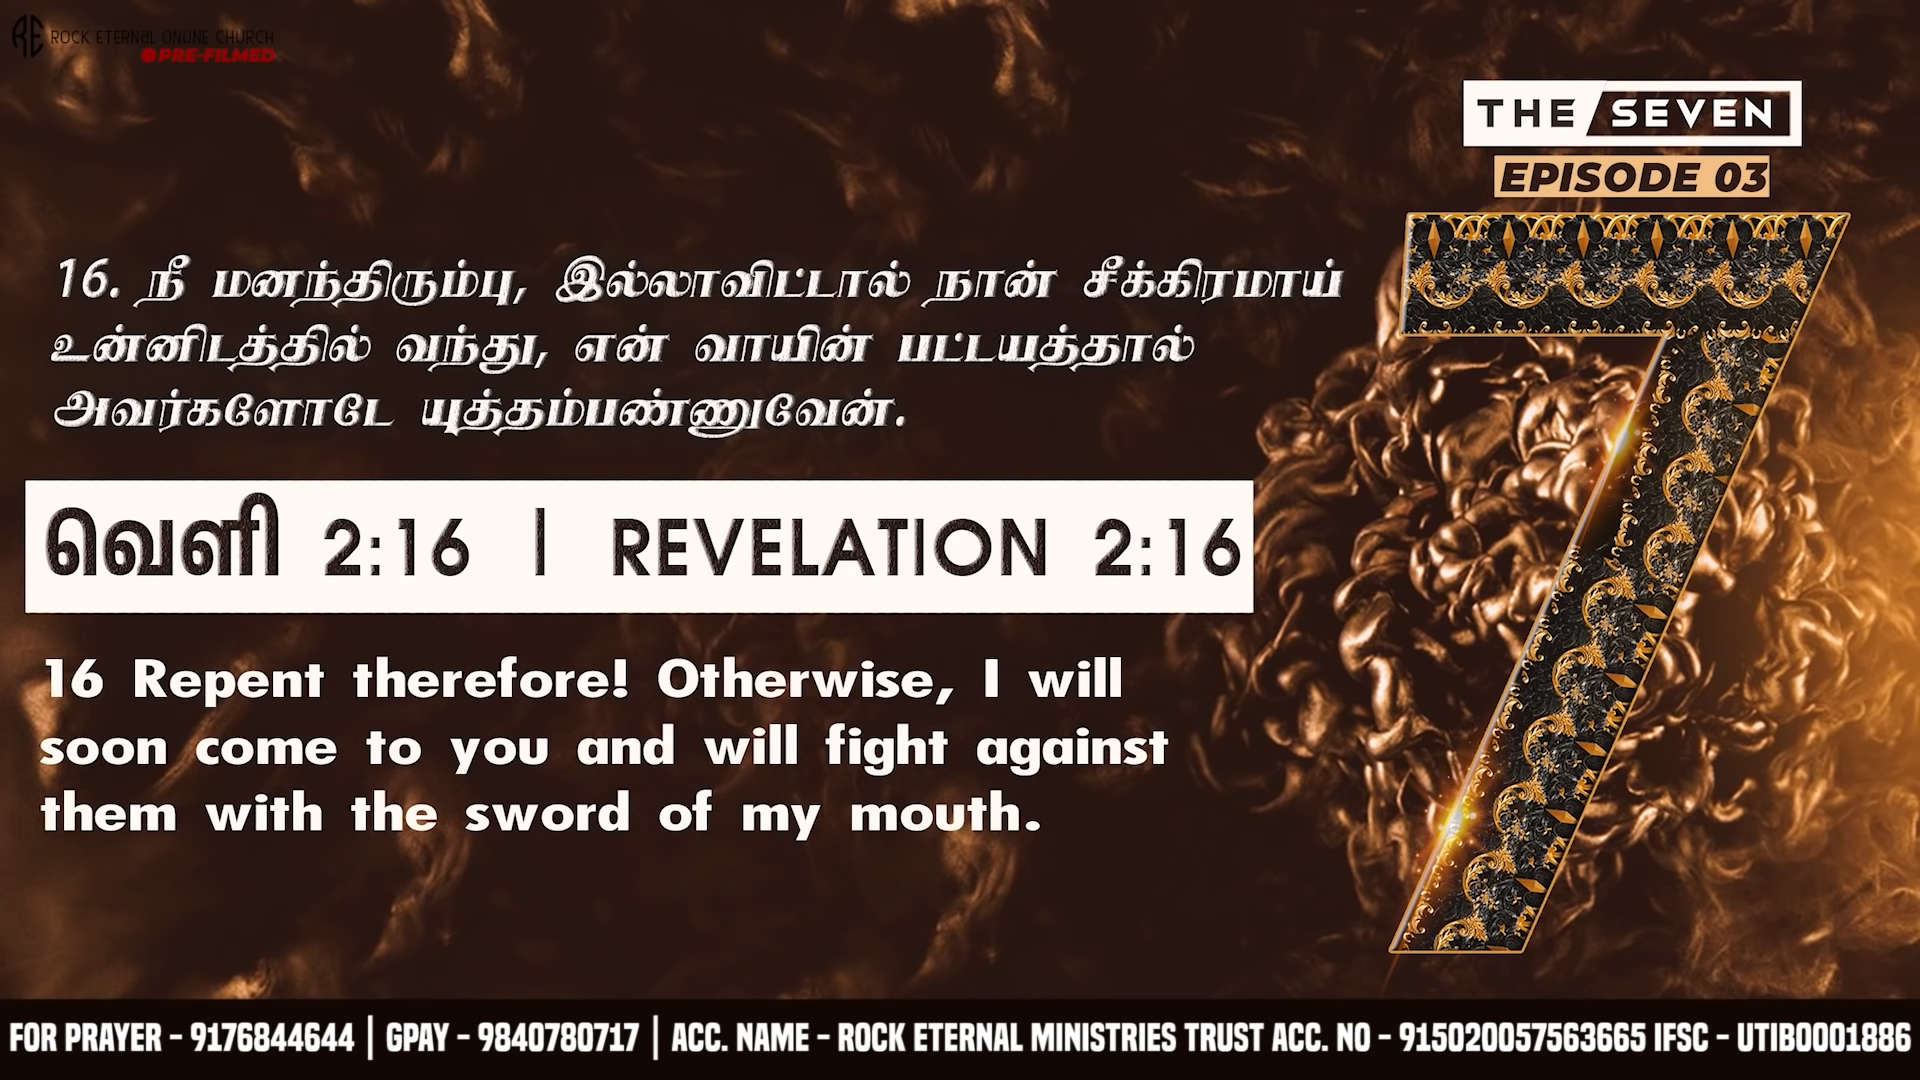 ROCK ETERNAL ONLINE CHURCH
PRE-FILMED
THE SEVEN
EPISODE 03
7
16. நீ மனந்திரும்பு, இல்லாவிட்டால் நான் சீக்கிரமாய்
உன்னிடத்தில் வந்து, என் வாயின் பட்டயத்தால்
அவர்களோடே யுத்தம்பண்ணுவேன்.
வெளி 2:16 | REVELATION 2:16
16 Repent therefore! Otherwise, I will
soon come to you and will fight against
them with the sword of my mouth.
FOR PRAYER - 9176844644 | GPAY - 9840780717 | ACC. NAME - ROCK ETERNAL MINISTRIES TRUST ACC. NO - 915020057563665 IFSC - UTIB0001886